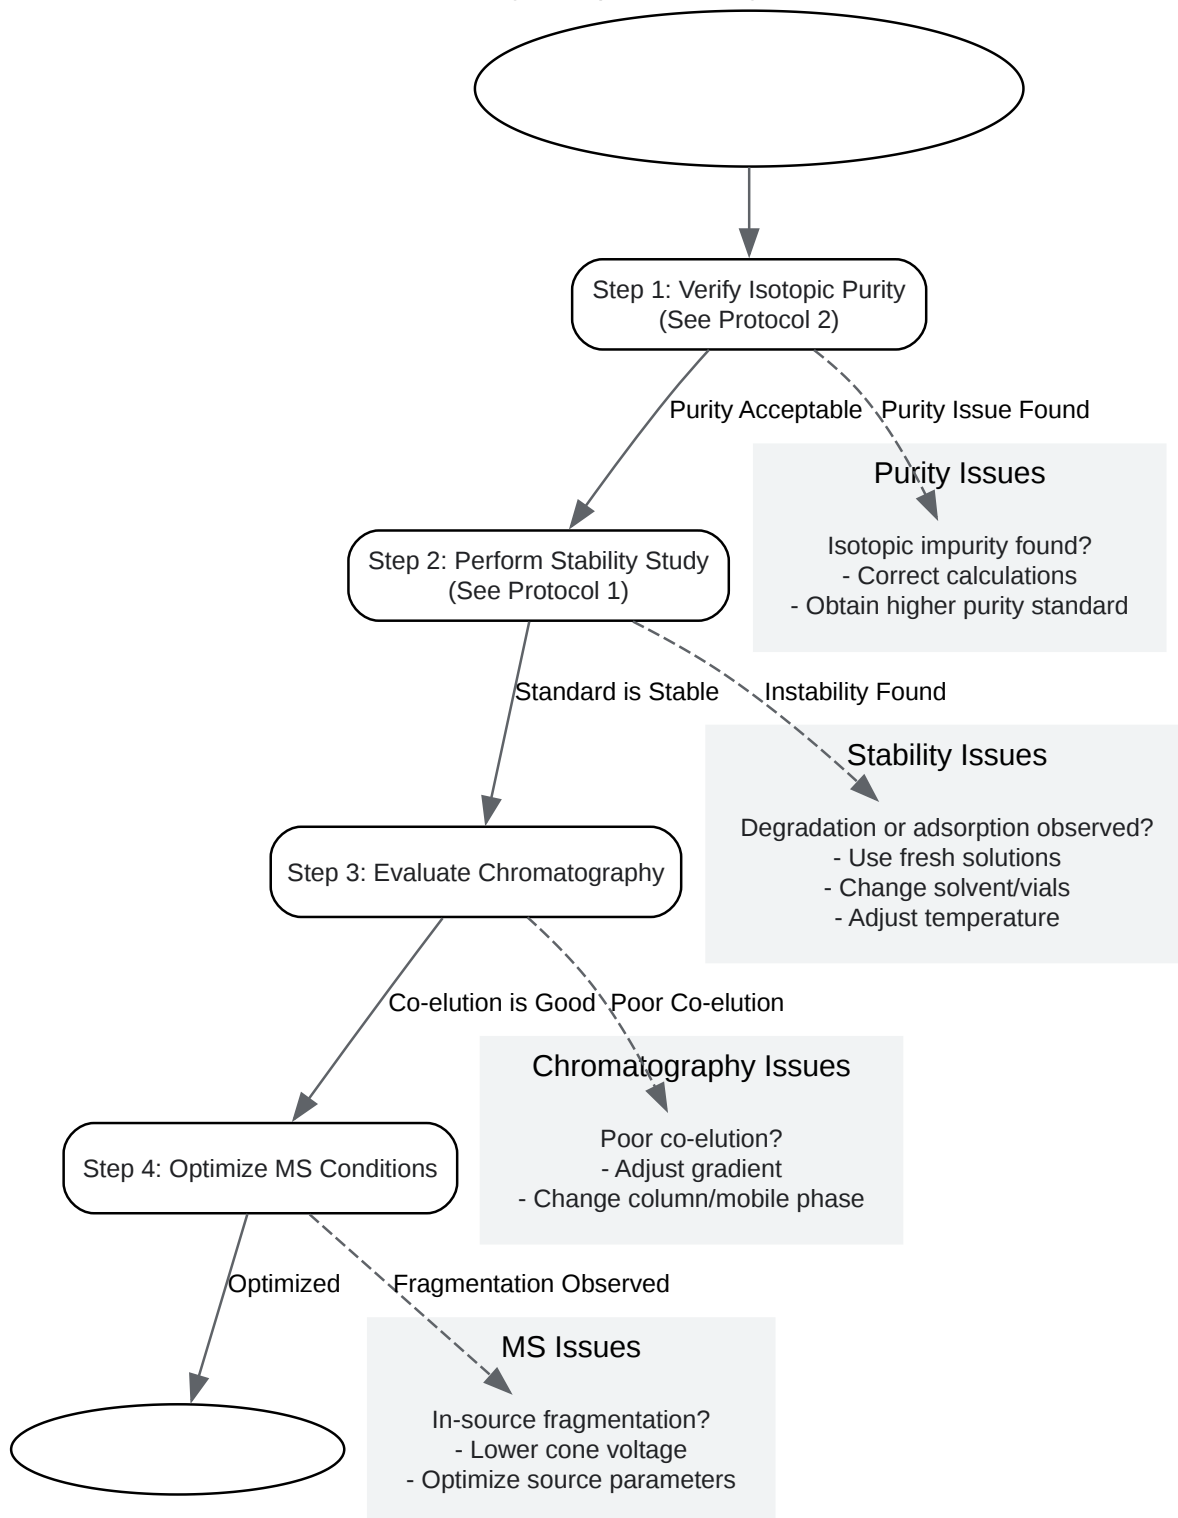 Step 1: Verify Isotopic Purity
(See Protocol 2)
Purity Acceptable
Purity Issue Found
Purity Issues
Isotopic impurity found?
- Correct calculations
- Obtain higher purity standard
Step 2: Perform Stability Study
(See Protocol 1)
Standard is Stable
Instability Found
Stability Issues
Degradation or adsorption observed?
- Use fresh solutions
- Change solvent/vials
- Adjust temperature
Step 3: Evaluate Chromatography
Co-elution is Good
Poor Co-elution
Chromatography Issues
Poor co-elution?
- Adjust gradient
- Change column/mobile phase
Step 4: Optimize MS Conditions
Optimized
Fragmentation Observed
MS Issues
In-source fragmentation?
- Lower cone voltage
- Optimize source parameters